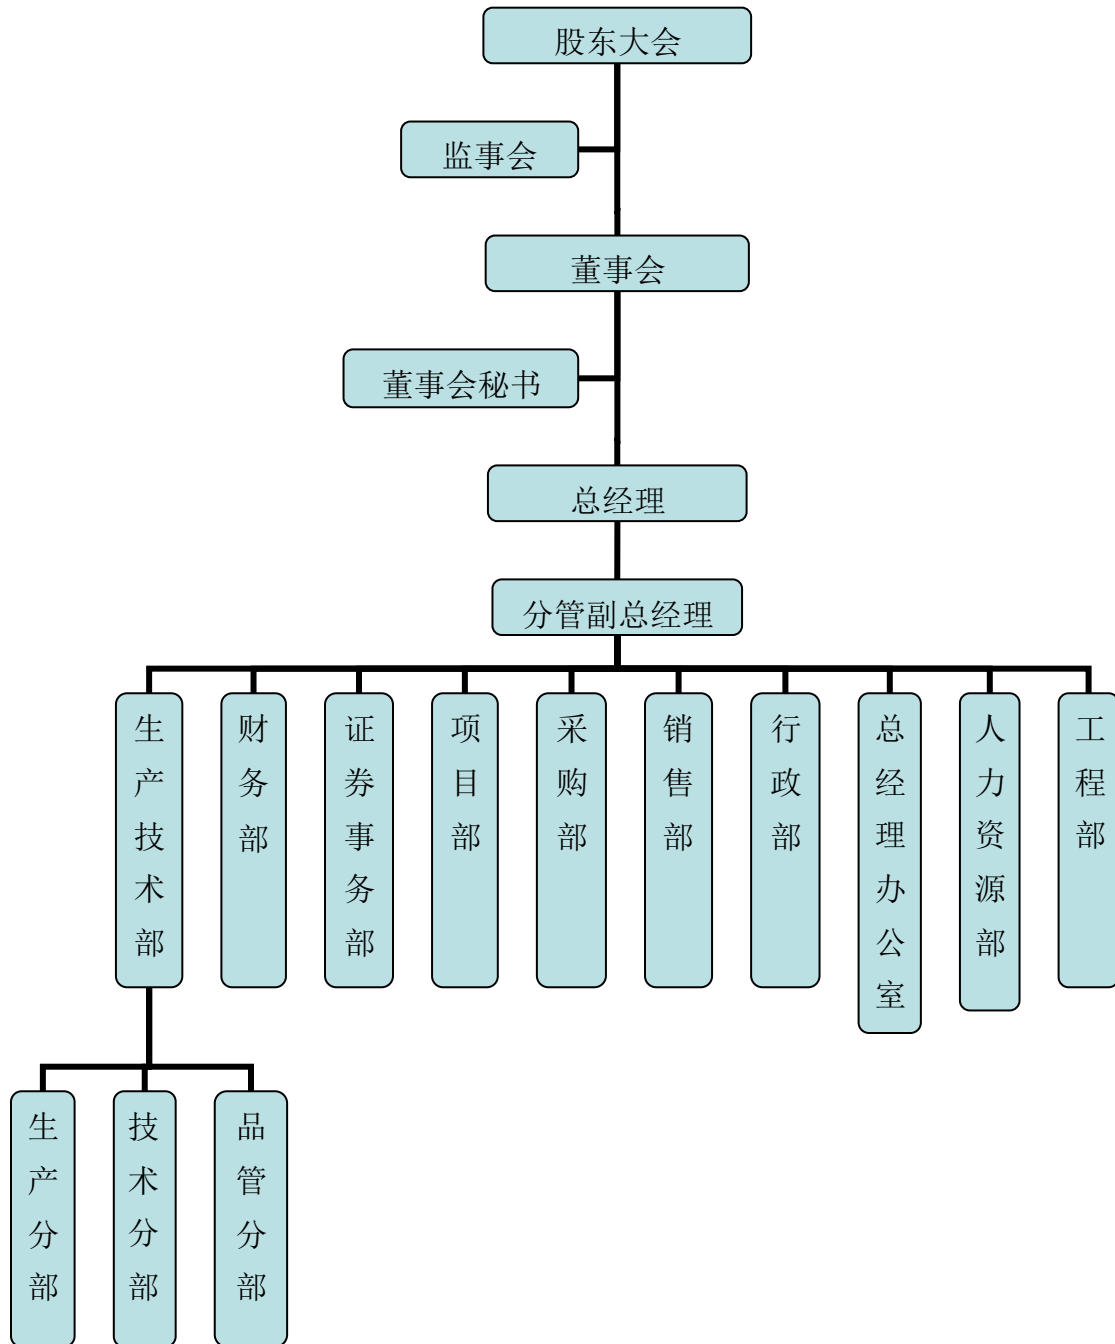 股东大会
监事会
董事会
董事会秘书
总经理
分管副总经理
生产技术部
财务部
证券事务部
项目部
采购部
销售部
行政部
总经理办公室
人力资源部
工程部
生产分部
技术分部
品管分部